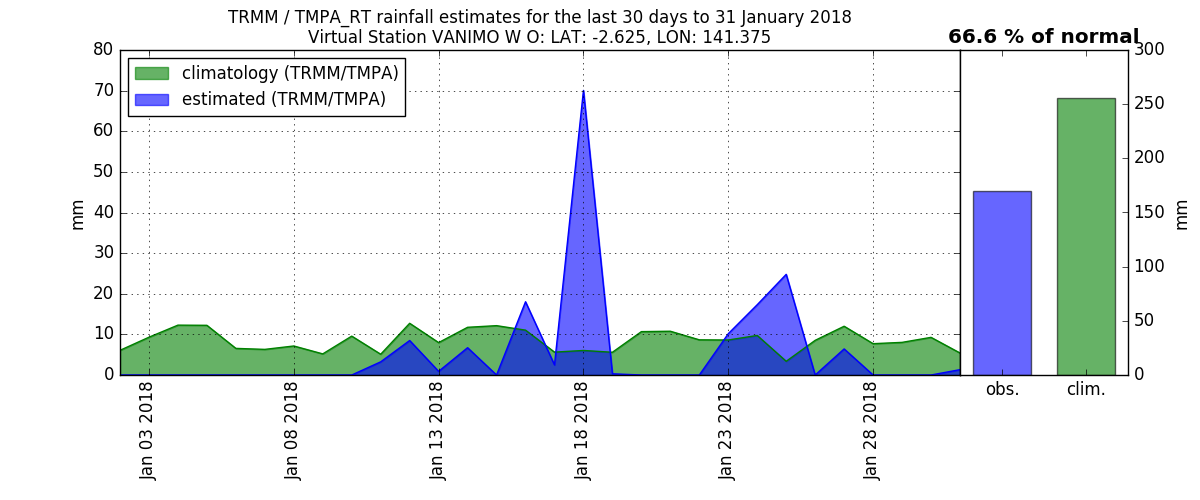 TRMM / TMPA_RT rainfall estimates for the last 30 days to 31 January 2018
Virtual Station VANIMO W O: LAT: -2.625, LON: 141.375
66.6 % of normal
climatology (TRMM/TMPA)
estimated (TRMM/TMPA)
mm
80
70
60
50
40
30
20
10
0
Jan 03 2018
Jan 08 2018
Jan 13 2018
Jan 18 2018
Jan 23 2018
Jan 28 2018
300
250
200
150
100
50
0
mm
obs.
clim.